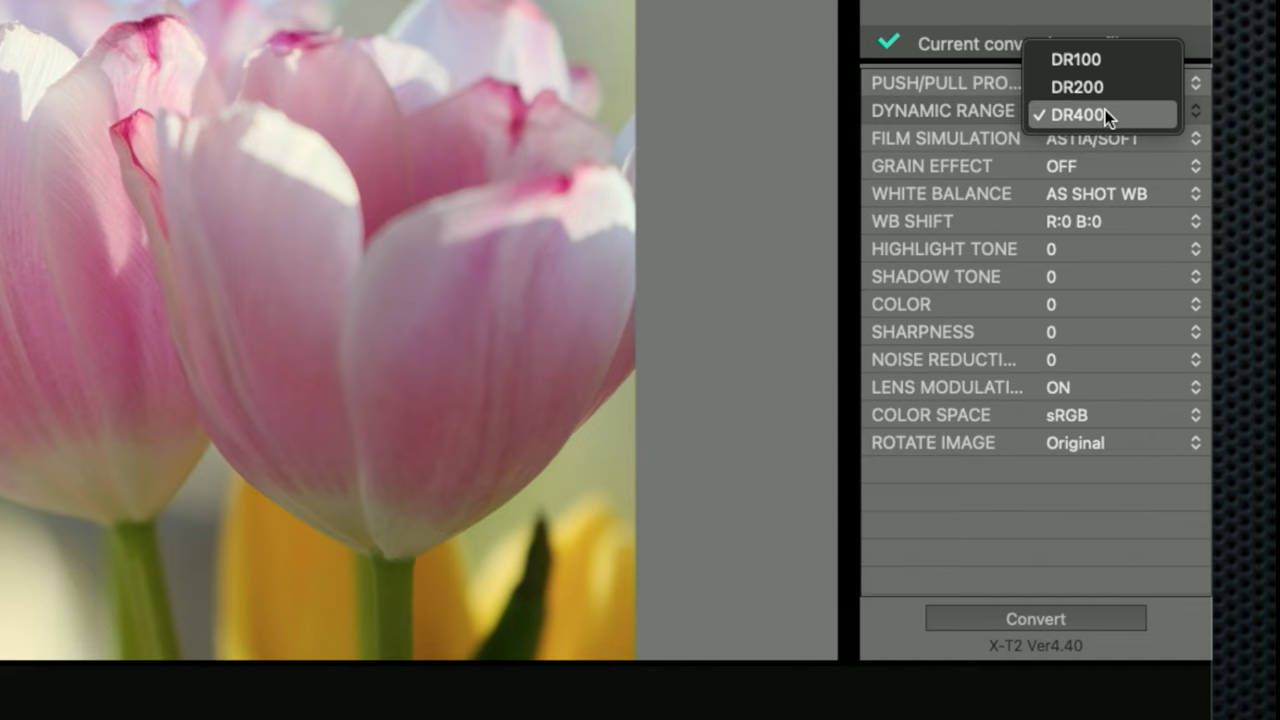 Current conv
DR100
DR200
DR400
PUSH/PULL PRO...
DYNAMIC RANGE
FILM SIMULATION ASTIA/SOFT
GRAIN EFFECT OFF
WHITE BALANCE AS SHOT WB
WB SHIFT R:0 B:0
HIGHLIGHT TONE 0
SHADOW TONE 0
COLOR 0
SHARPNESS 0
NOISE REDUCTI... 0
LENS MODULATI... ON
COLOR SPACE sRGB
ROTATE IMAGE Original
Convert
X-T2 Ver4.40